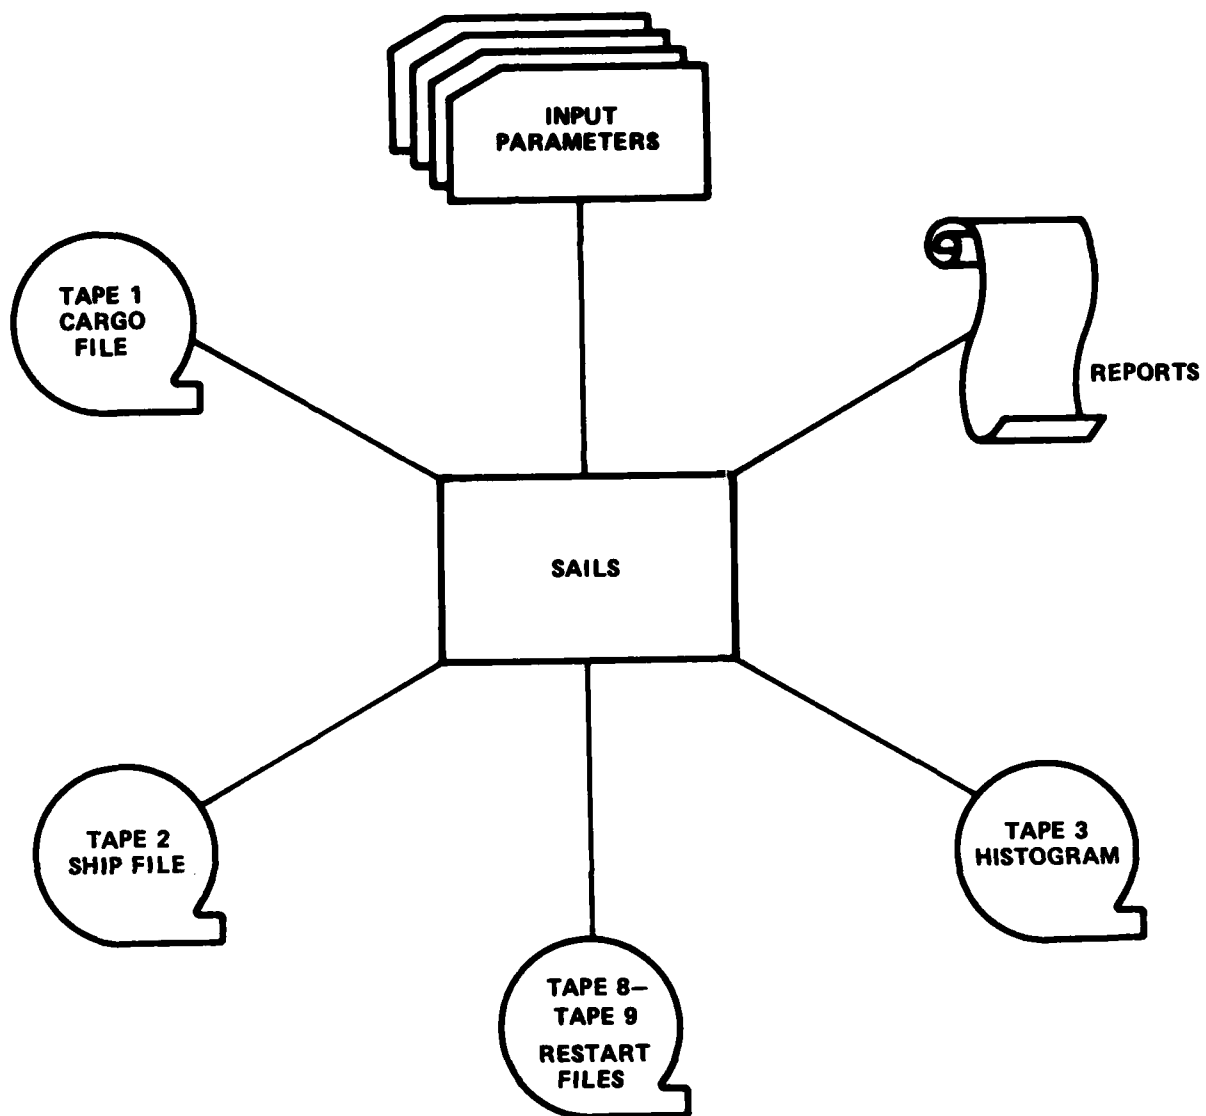 INPUT
PARAMETERS
TAPE 1
CARGO
FILE
REPORTS
SAILS
TAPE 2
SHIP FILE
TAPE 3
HISTOGRAM
TAPE 8–
TAPE 9
RESTART
FILES